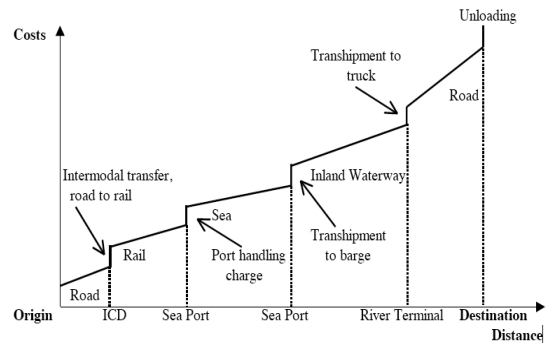 Unloading
Costs
Transhipment to
truck
Road
Intermodal transfer,
road to rail
Inland Waterway
Sea
Rail
Port handling
charge
Transhipment
to barge
Road
Origin
ICD
Sea Port
Sea Port
River Terminal
Destination
Distance